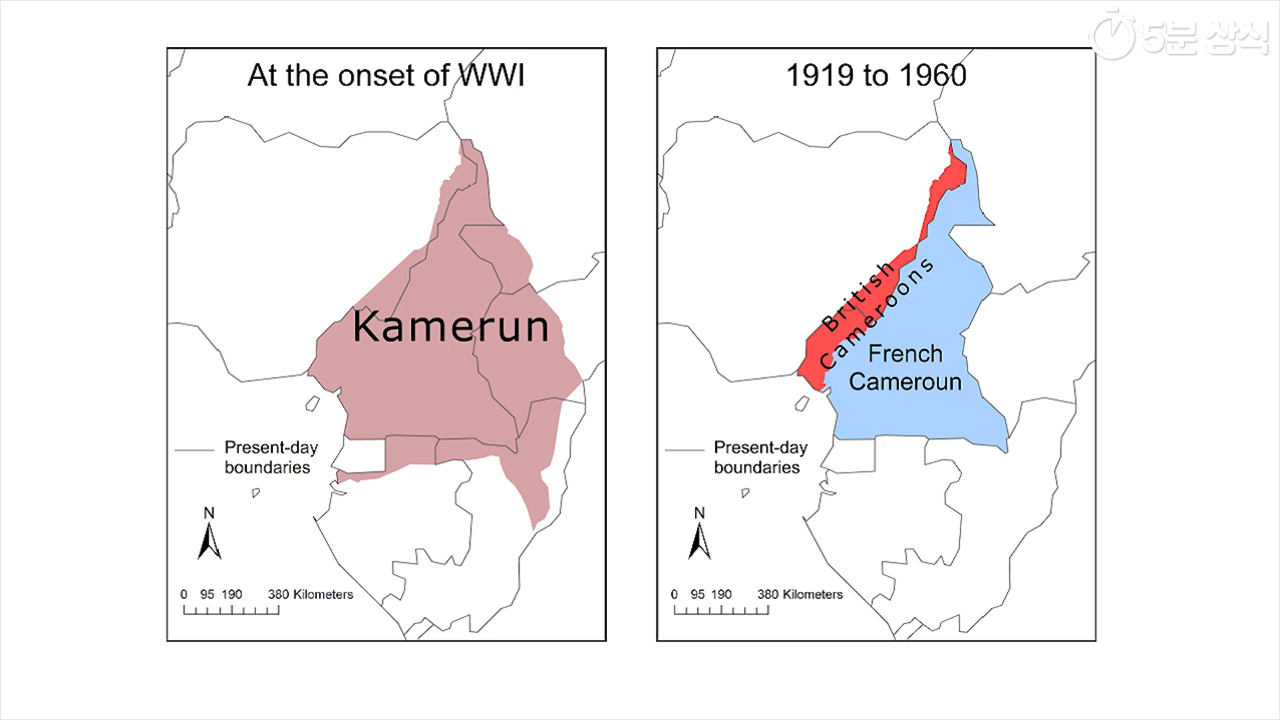 5분 상식
At the onset of WWI
Kamerun
Present-day
boundaries
N
0 95 190 380 Kilometers
1919 to 1960
British
Cameroons
French
Cameroun
Present-day
boundaries
N
0 95 190 380 Kilometers